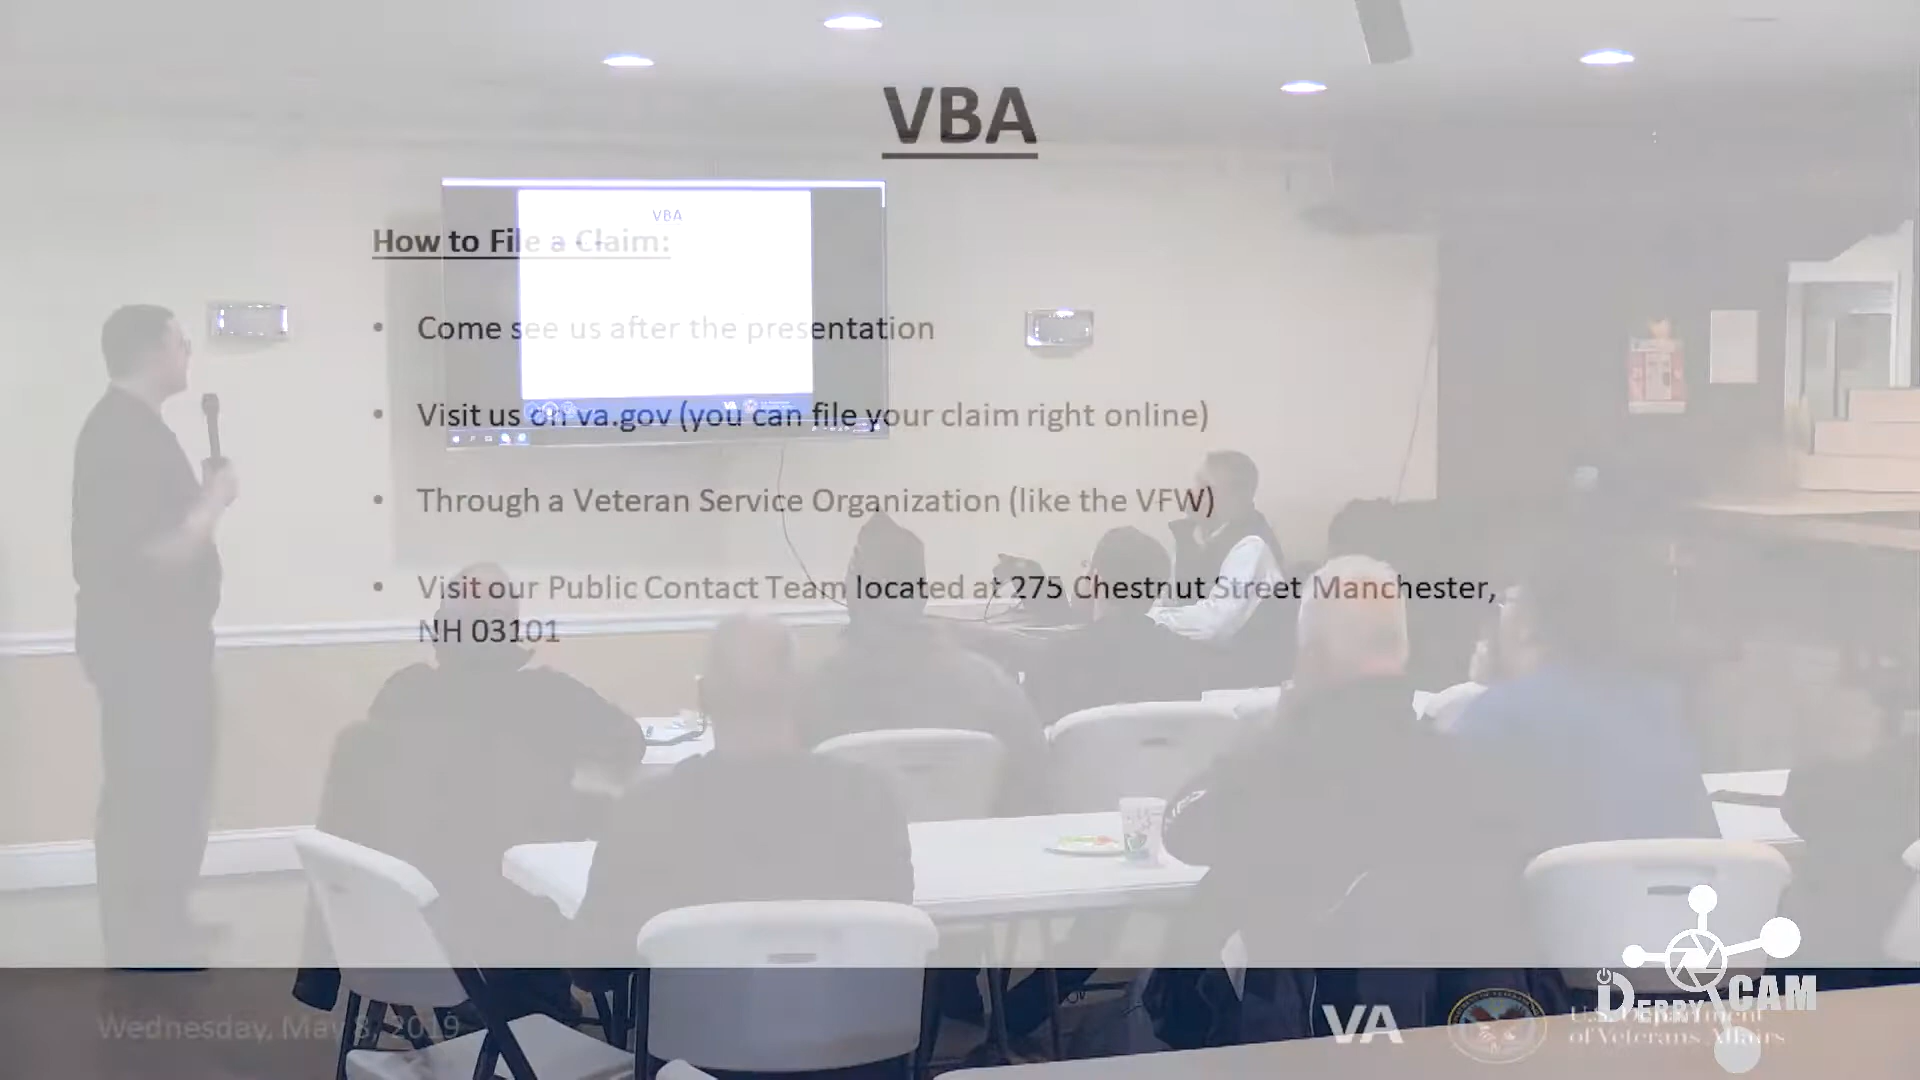 VBA
VBA
How to File a Claim:
• Come see us after the presentation
• Visit us on va.gov (you can file your claim right online)
• Through a Veteran Service Organization (like the VFW)
• Visit our Public Contact Team located at 275 Chestnut Street Manchester,
NH 03101
Wednesday, May 8, 2019
VA
U.S. Department
of Veterans Affairs
DERRY CAM